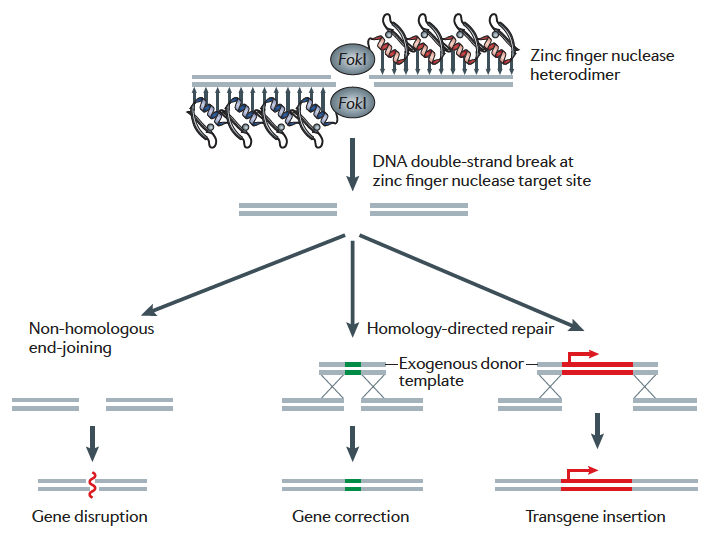 FokI
Zinc finger nuclease
heterodimer
FokI
DNA double-strand break at
zinc finger nuclease target site
Non-homologous
end-joining
Homology-directed repair
Exogenous donor
template
Gene disruption
Gene correction
Transgene insertion